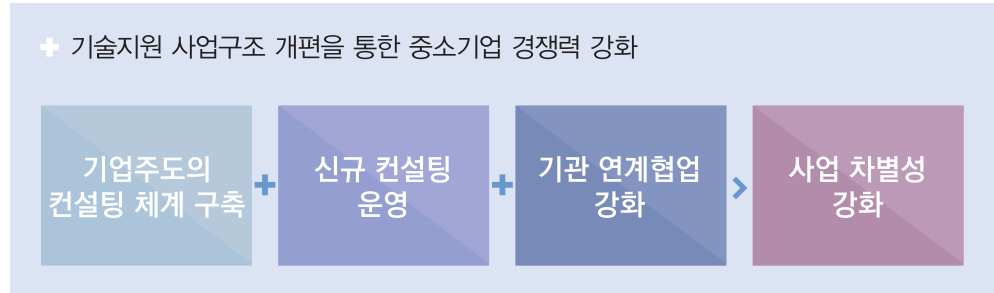 기술지원 사업구조 개편을 통한 중소기업 경쟁력 강화
기업주도의
컨설팅 체계 구축
신규 컨설팅
운영
기관 연계협업
강화
사업 차별성
강화